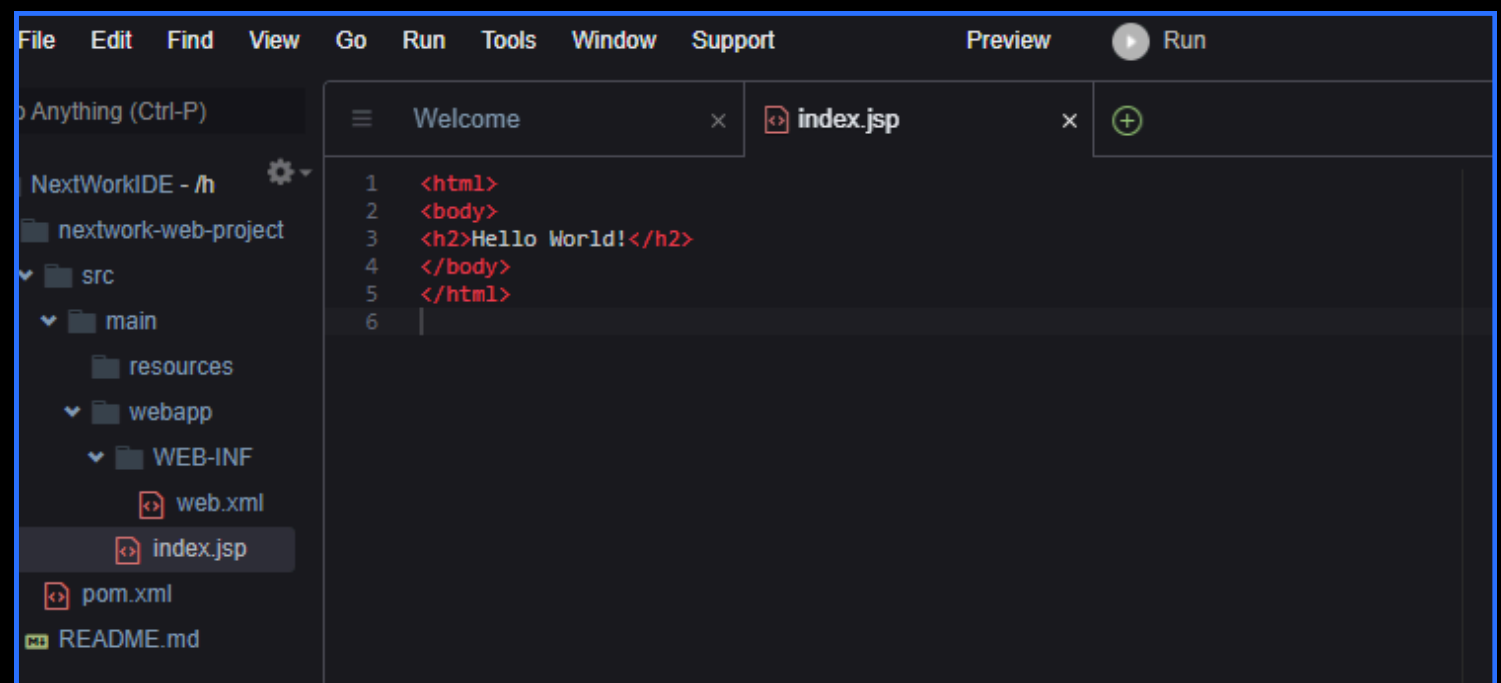 File Edit Find View Go Run Tools Window Support Preview Run
o Anything (Ctrl-P)
Welcome × index.jsp ×
NextWorkIDE - /h
nextwork-web-project
src
main
resources
webapp
WEB-INF
web.xml
index.jsp
pom.xml
README.md
1 <html>
2 <body>
3 <h2>Hello World!</h2>
4 </body>
5 </html>
6